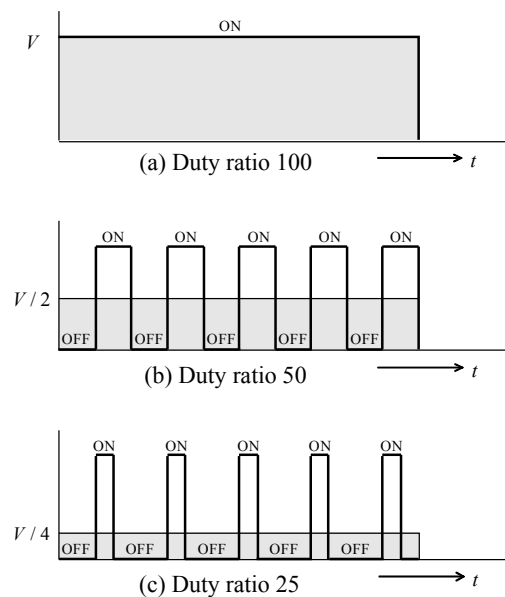 ON
V
(a) Duty ratio 100
t
ON ON ON ON ON
V / 2
OFF OFF OFF OFF OFF
(b) Duty ratio 50
t
ON ON ON ON ON
V / 4
OFF OFF OFF OFF OFF
(c) Duty ratio 25
t